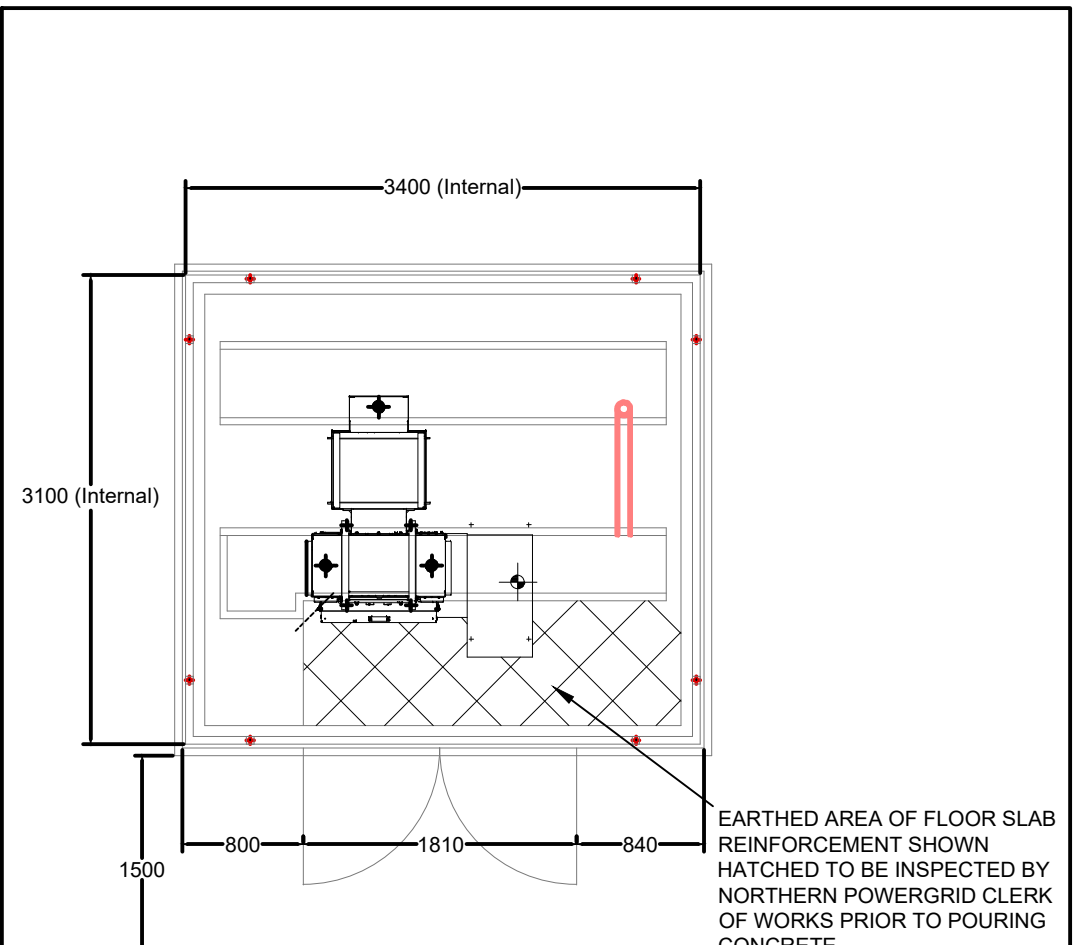 3400 (Internal)
3100 (Internal)
800
1810
840
1500
EARTHED AREA OF FLOOR SLAB
REINFORCEMENT SHOWN
HATCHED TO BE INSPECTED BY
NORTHERN POWERGRID CLERK
OF WORKS PRIOR TO POURING
CONCRETE